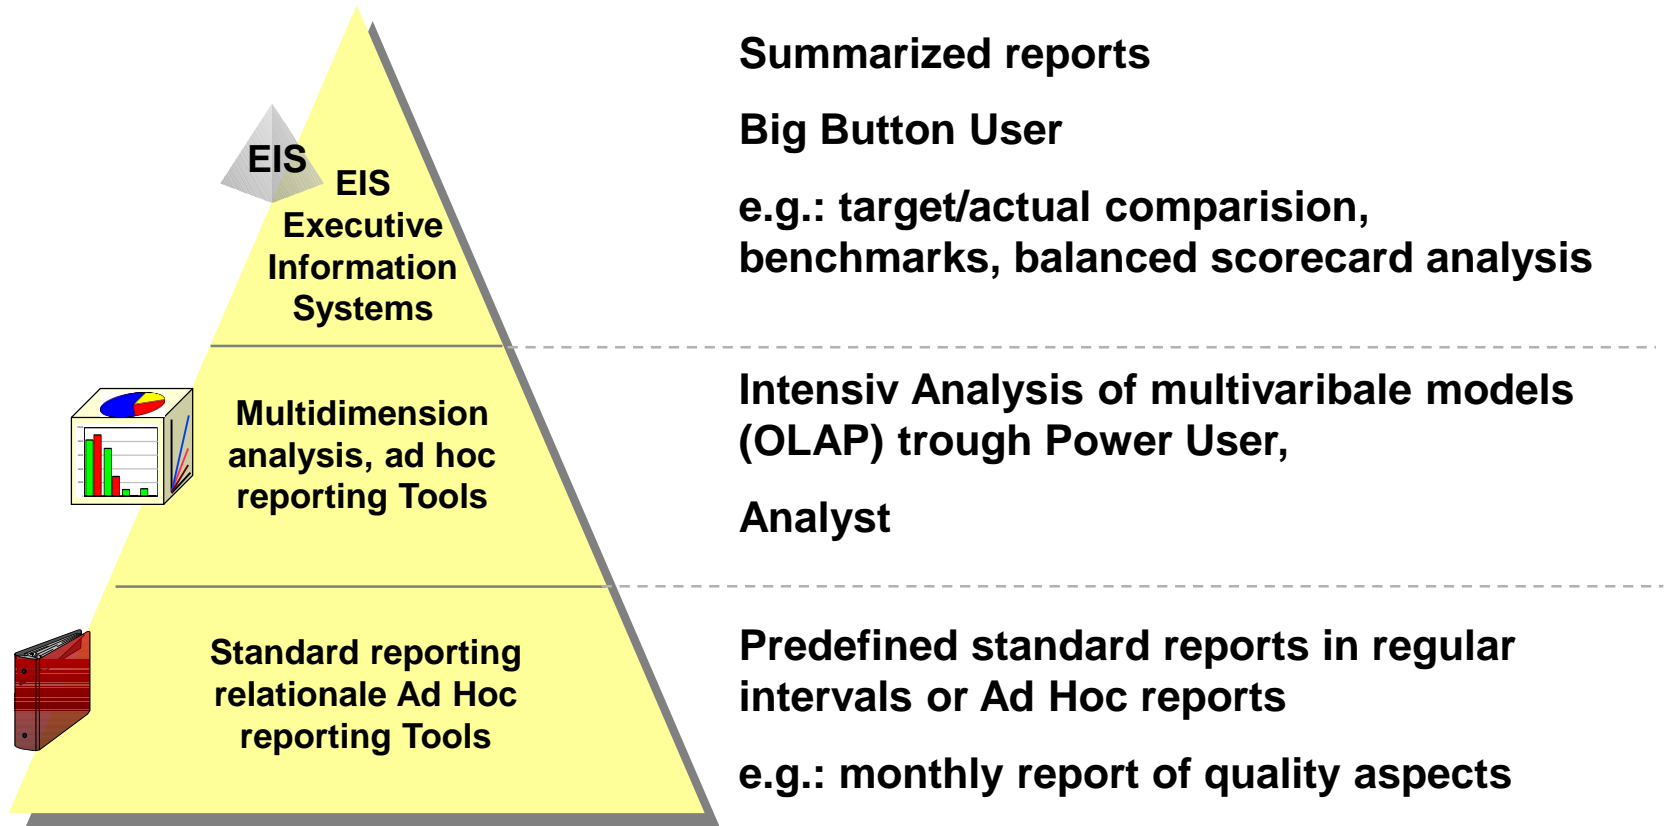 Summarized reports
Big Button User
e.g.: target/actual comparision,
benchmarks, balanced scorecard analysis
EIS
EIS
Executive
Information
Systems
Intensiv Analysis of multivaribale models
(OLAP) trough Power User,
Analyst
Multidimension
analysis, ad hoc
reporting Tools
Predefined standard reports in regular
intervals or Ad Hoc reports
e.g.: monthly report of quality aspects
Standard reporting
relationale Ad Hoc
reporting Tools